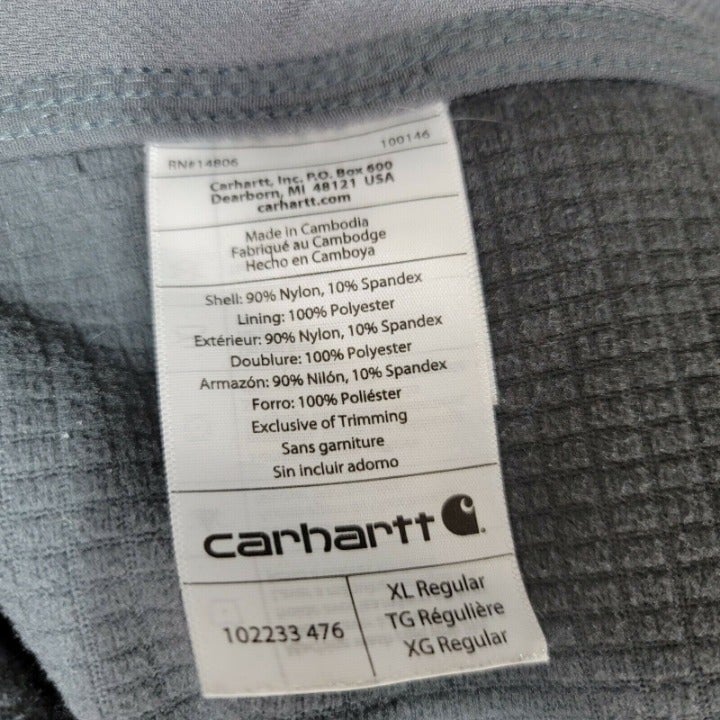 RN#14806 100146
Carhartt, Inc. P.O. Box 600
Dearborn, MI 48121 USA
carhartt.com
Made in Cambodia
Fabriqué au Cambodge
Hecho en Camboya
Shell: 90% Nylon, 10% Spandex
Lining: 100% Polyester
Extérieur: 90% Nylon, 10% Spandex
Doublure: 100% Polyester
Armazón: 90% Nilón, 10% Spandex
Forro: 100% Poliéster
Exclusive of Trimming
Sans garniture
Sin incluir adorno
carhartt
102233 476
XL Regular
TG Régulière
XG Regular